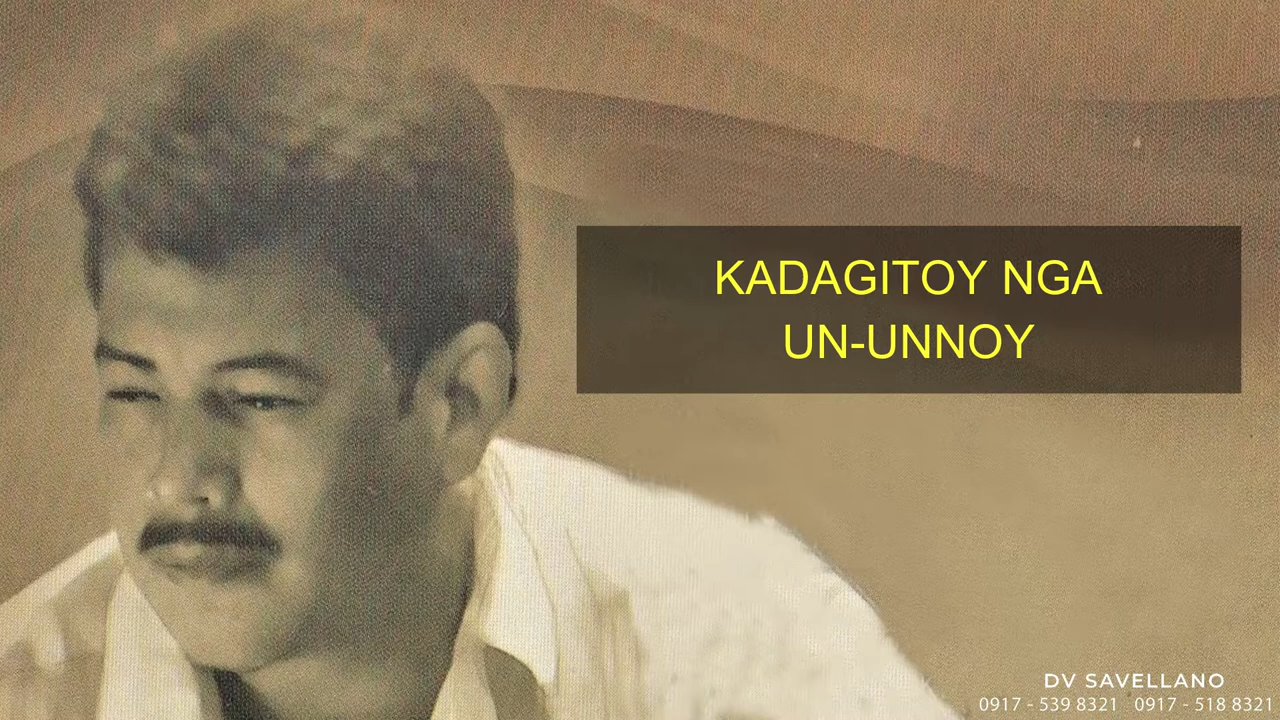 KADAGITOY NGA
UN-UNNOY
DV SAVELLANO
0917 - 539 8321   0917 - 518 8321